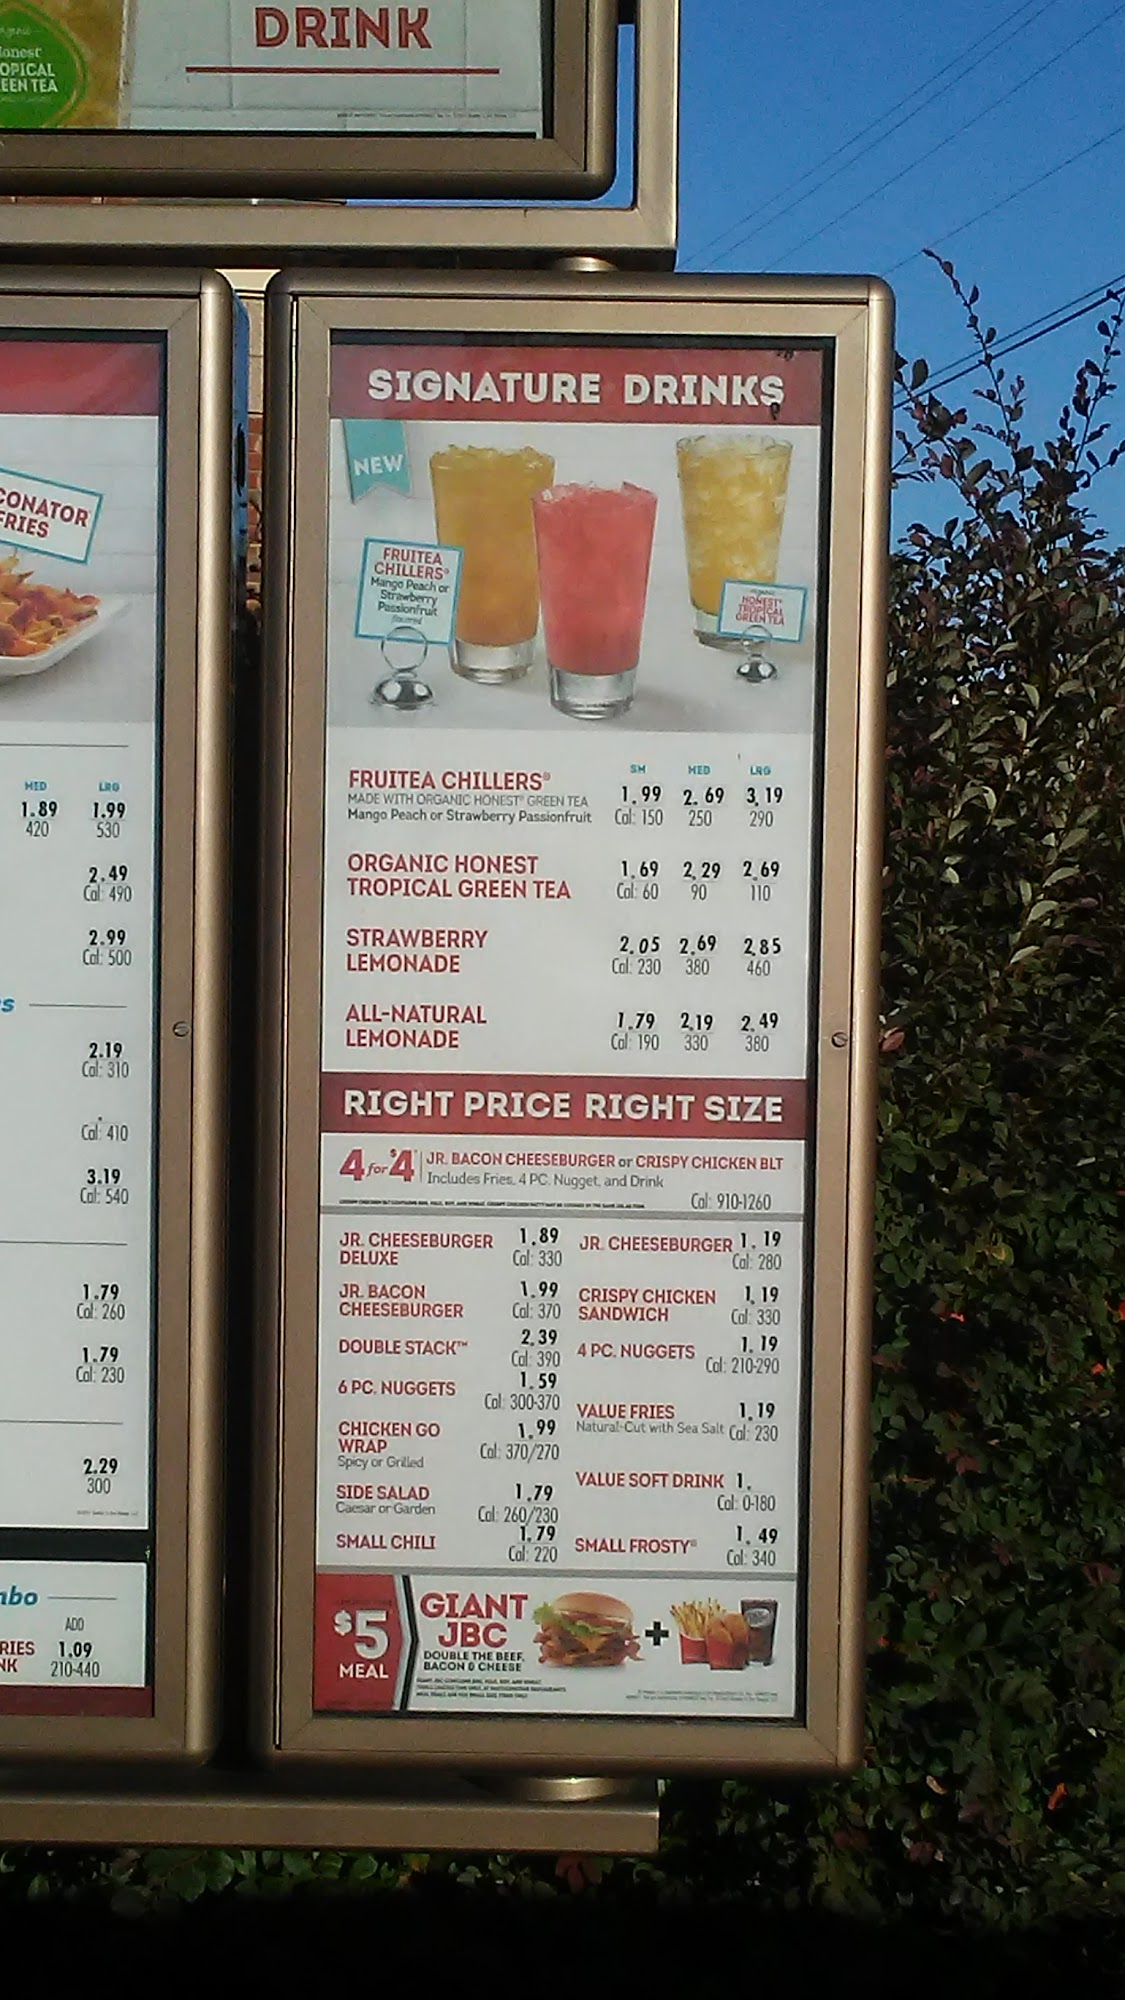 DRINK
onest
OPICAL
EEN TEA
CONATOR
FRIES
MED LRG
1.89 1.99
420 530
2.49
Cal: 490
2.99
Cal: 500
s
2.19
Cal: 310
Cal: 410
3.19
Cal: 540
1.79
Cal: 260
1.79
Cal: 230
2.29
300
mbo
ADD
RIES 1.09
NK 210-440
SIGNATURE DRINKS
NEW
FRUITEA
CHILLERS®
Mango Peach or
Strawberry
Passionfruit
flavored
HONEST®
TROPICAL
GREEN TEA
SM MED LRG
FRUITEA CHILLERS® 1.99 2.69 3.19
MADE WITH ORGANIC HONEST® GREEN TEA
Mango Peach or Strawberry Passionfruit Cal: 150 250 290
ORGANIC HONEST 1.69 2.29 2.69
TROPICAL GREEN TEA Cal: 60 90 110
STRAWBERRY 2.05 2.69 2.85
LEMONADE Cal: 230 380 460
ALL-NATURAL 1.79 2.19 2.49
LEMONADE Cal: 190 330 380
RIGHT PRICE RIGHT SIZE
4 for $4 JR. BACON CHEESEBURGER or CRISPY CHICKEN BLT
Includes Fries, 4 PC. Nugget, and Drink
Cal: 910-1260
JR. CHEESEBURGER 1.89
DELUXE Cal: 330
JR. BACON 1.99
CHEESEBURGER Cal: 370
DOUBLE STACK™ 2.39
Cal: 390
6 PC. NUGGETS 1.59
Cal: 300-370
CHICKEN GO 1.99
WRAP Cal: 370/270
Spicy or Grilled
SIDE SALAD 1.79
Caesar or Garden Cal: 260/230
SMALL CHILI 1.79
Cal: 220
JR. CHEESEBURGER 1.19
Cal: 280
CRISPY CHICKEN 1.19
SANDWICH Cal: 330
4 PC. NUGGETS 1.19
Cal: 210-290
VALUE FRIES 1.19
Natural-Cut with Sea Salt Cal: 230
VALUE SOFT DRINK 1.
Cal: 0-180
SMALL FROSTY® 1.49
Cal: 340
$5
MEAL
GIANT
JBC
DOUBLE THE BEEF,
BACON & CHEESE
+